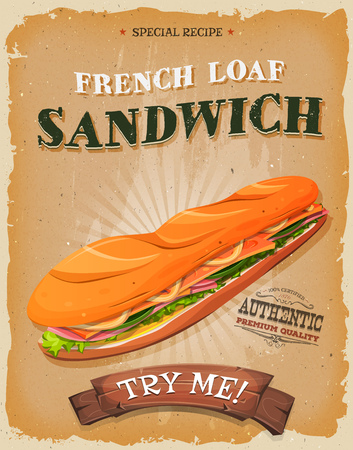 ★ SPECIAL RECIPE ★
FRENCH LOAF
SANDWICH
100% CERTIFIED
AUTHENTIC
PREMIUM QUALITY
TRY ME!